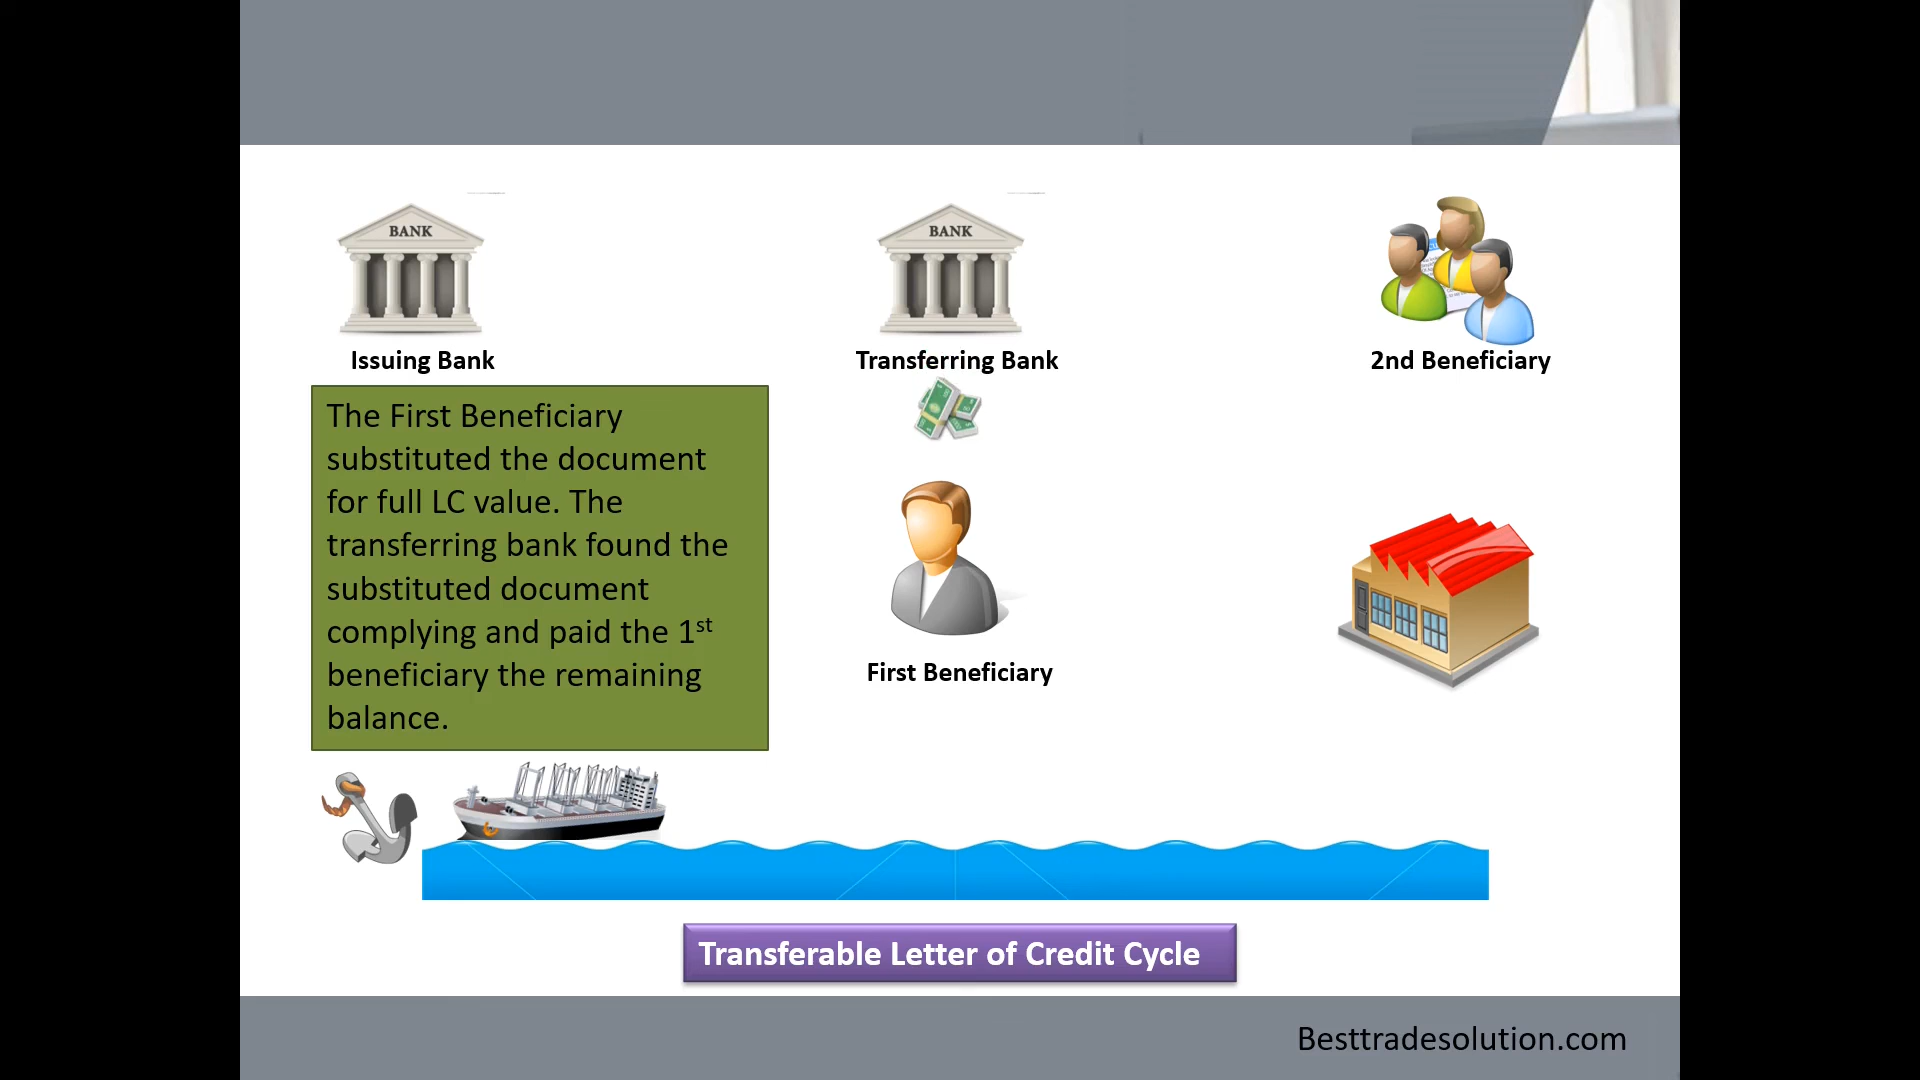 BANK
BANK
Issuing Bank
Transferring Bank
2nd Beneficiary
The First Beneficiary
substituted the document
for full LC value. The
transferring bank found the
substituted document
complying and paid the 1st
beneficiary the remaining
balance.
First Beneficiary
Transferable Letter of Credit Cycle
Besttradesolution.com